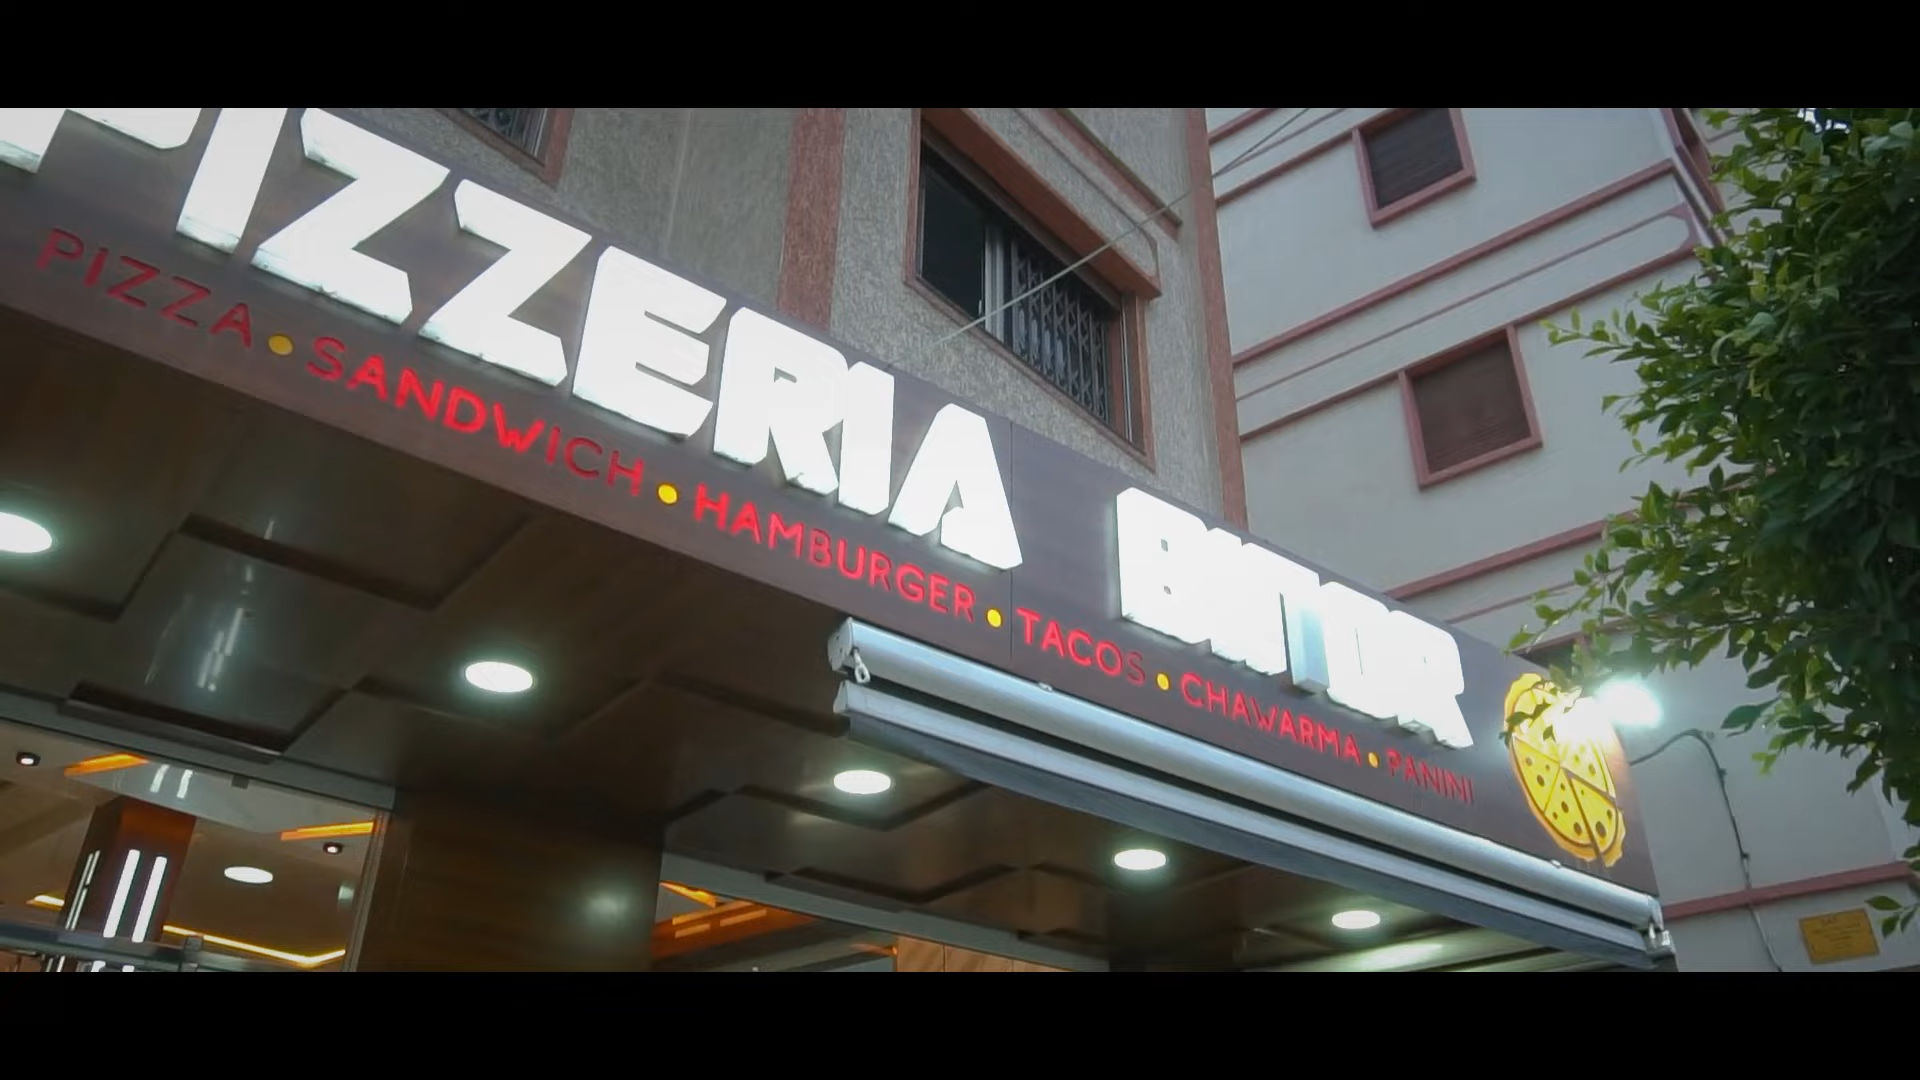 PIZZERIA
PIZZA • SANDWICH • HAMBURGER • TACOS • CHAWARMA • PANINI